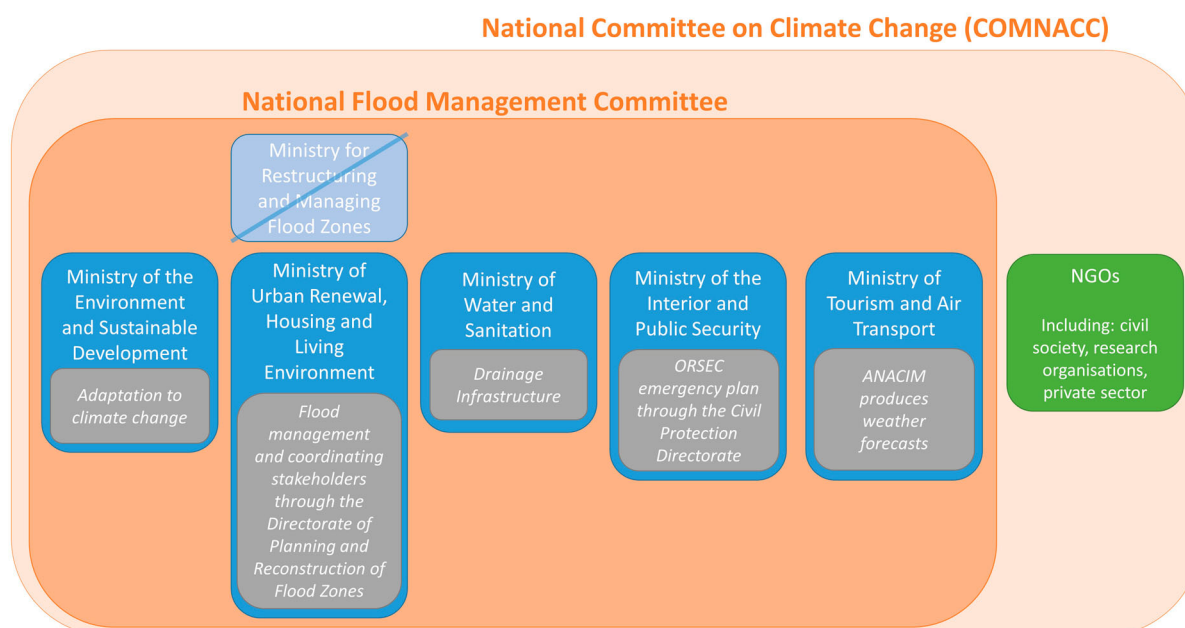 National Committee on Climate Change (COMNACC)
National Flood Management Committee
Ministry for
Restructuring
and Managing
Flood Zones
Ministry of the
Environment
and Sustainable
Development
Adaptation to
climate change
Ministry of
Urban Renewal,
Housing and
Living
Environment
Flood
management
and coordinating
stakeholders
through the
Directorate of
Planning and
Reconstruction of
Flood Zones
Ministry of
Water and
Sanitation
Drainage
Infrastructure
Ministry of the
Interior and
Public Security
ORSEC
emergency plan
through the Civil
Protection
Directorate
Ministry of
Tourism and Air
Transport
ANACIM
produces
weather
forecasts
NGOs
Including: civil
society, research
organisations,
private sector